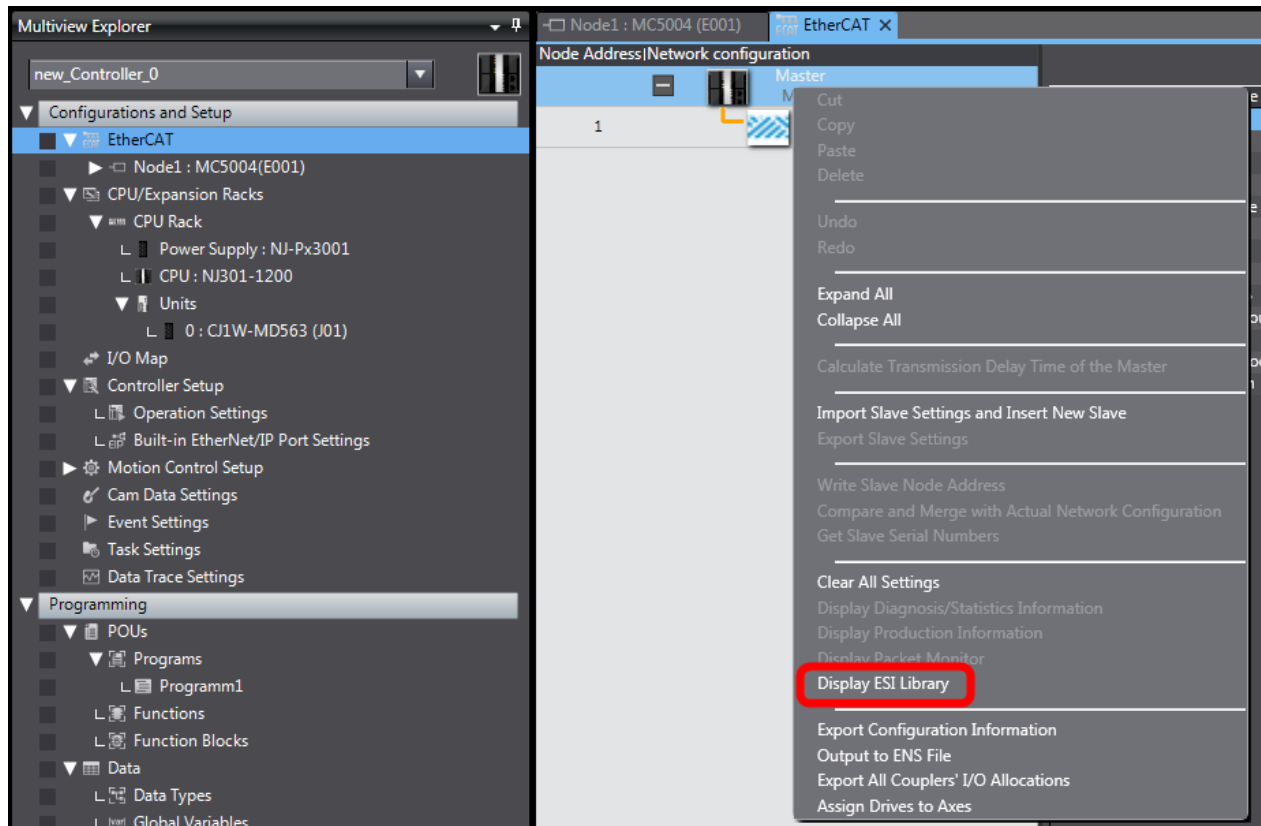 Multiview Explorer
new_Controller_0
Configurations and Setup
EtherCAT
Node1 : MC5004(E001)
CPU/Expansion Racks
CPU Rack
Power Supply : NJ-Px3001
CPU : NJ301-1200
Units
0 : CJ1W-MD563 (J01)
I/O Map
Controller Setup
Operation Settings
Built-in EtherNet/IP Port Settings
Motion Control Setup
Cam Data Settings
Event Settings
Task Settings
Data Trace Settings
Programming
POUs
Programs
Programm1
Functions
Function Blocks
Data
Data Types
Global Variables
Node1 : MC5004 (E001)
EtherCAT
Node Address|Network configuration
Master
1
Cut
Copy
Paste
Delete
Undo
Redo
Expand All
Collapse All
Calculate Transmission Delay Time of the Master
Import Slave Settings and Insert New Slave
Export Slave Settings
Write Slave Node Address
Compare and Merge with Actual Network Configuration
Get Slave Serial Numbers
Clear All Settings
Display Diagnosis/Statistics Information
Display Production Information
Display Packet Monitor
Display ESI Library
Export Configuration Information
Output to ENS File
Export All Couplers' I/O Allocations
Assign Drives to Axes